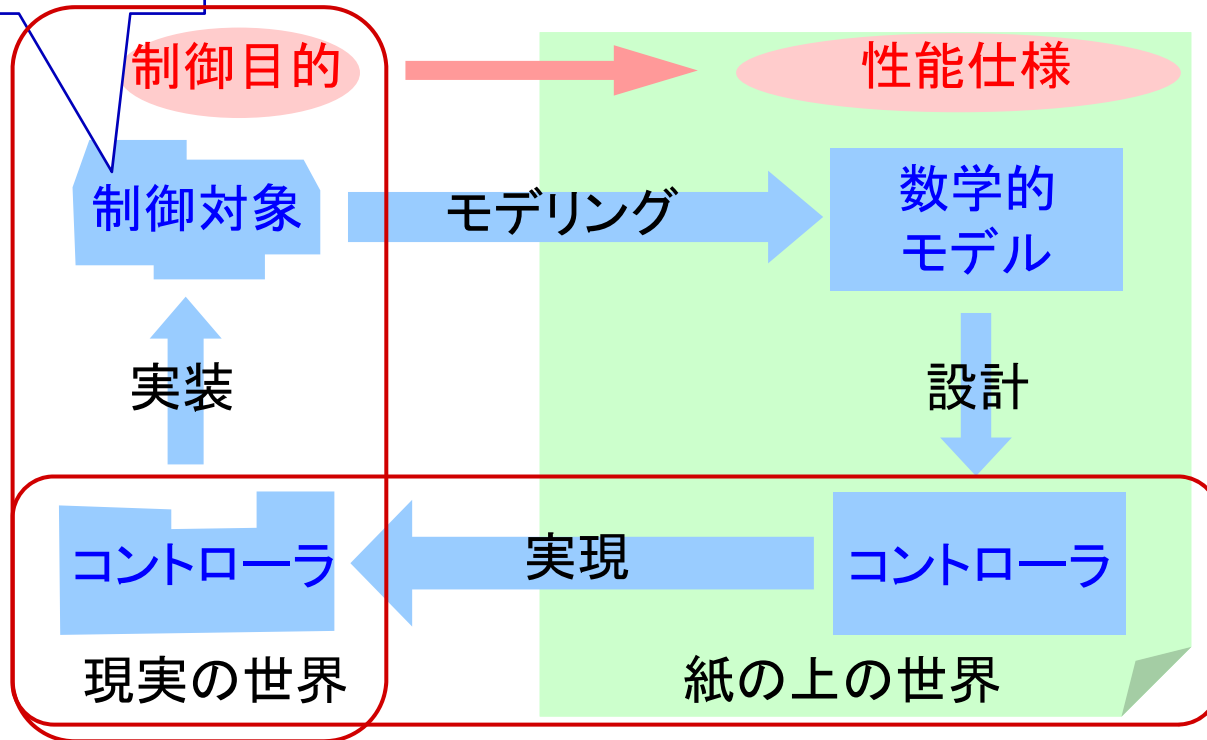 制御目的
性能仕様
制御対象
モデリング
数学的
モデル
実装
設計
コントローラ
実現
コントローラ
現実の世界
紙の上の世界